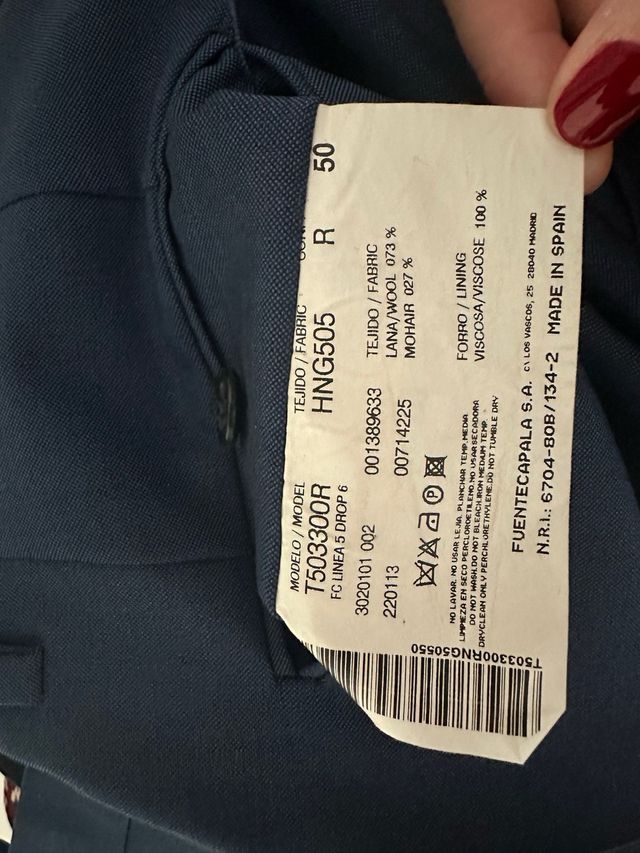 MODELO / MODEL TEJIDO / FABRIC
T503300R HNG505 R 50
FC LINEA 5 DROP 6
3020101 002 001389633 TEJIDO / FABRIC
220113 00714225 LANA/WOOL 073 %
MOHAIR 027 %
P
FORRO / LINING
VISCOSA/VISCOSE 100 %
NO LAVAR. NO USAR LEJIA. PLANCHAR TEMP.MEDIA
LIMPIEZA EN SECO PERCLOROETILENO.NO USAR SECADORA
DO NOT WASH.DO NOT BLEACH.IRON MEDIUM TEMP.
DRYCLEAN ONLY PERCHLORETHYLENE.DO NOT TUMBLE DRY
FUENTECAPALA S.A. C\ LOS VASCOS, 25 28040 MADRID
N.R.I.: 6704-80B/134-2 MADE IN SPAIN
T503300RNG50550